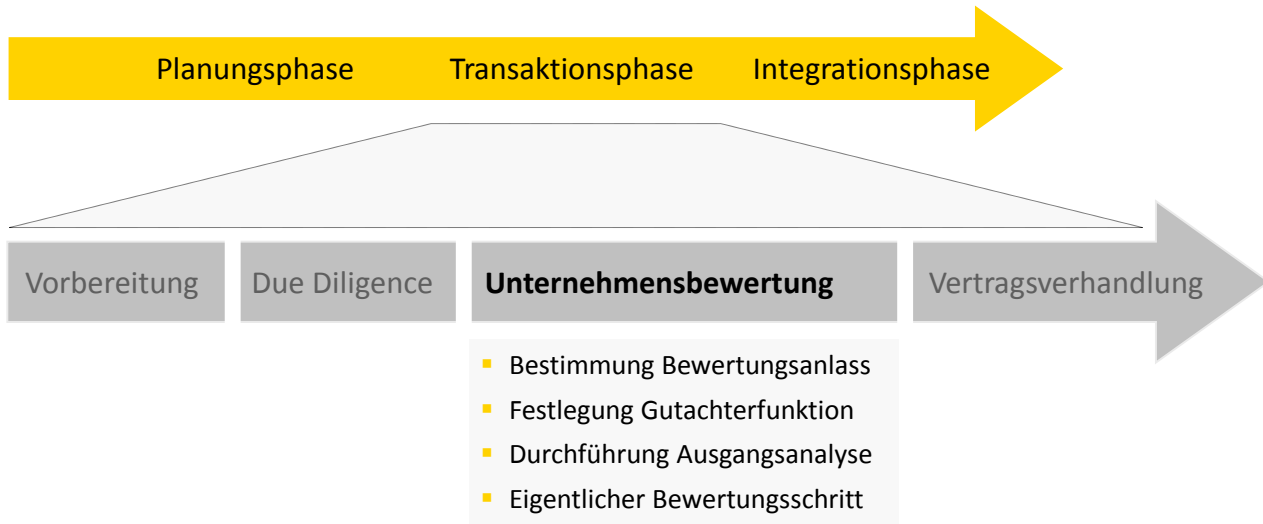 Planungsphase Transaktionsphase Integrationsphase
Vorbereitung Due Diligence Unternehmensbewertung Vertragsverhandlung
Bestimmung Bewertungsanlass
Festlegung Gutachterfunktion
Durchführung Ausgangsanalyse
Eigentlicher Bewertungsschritt